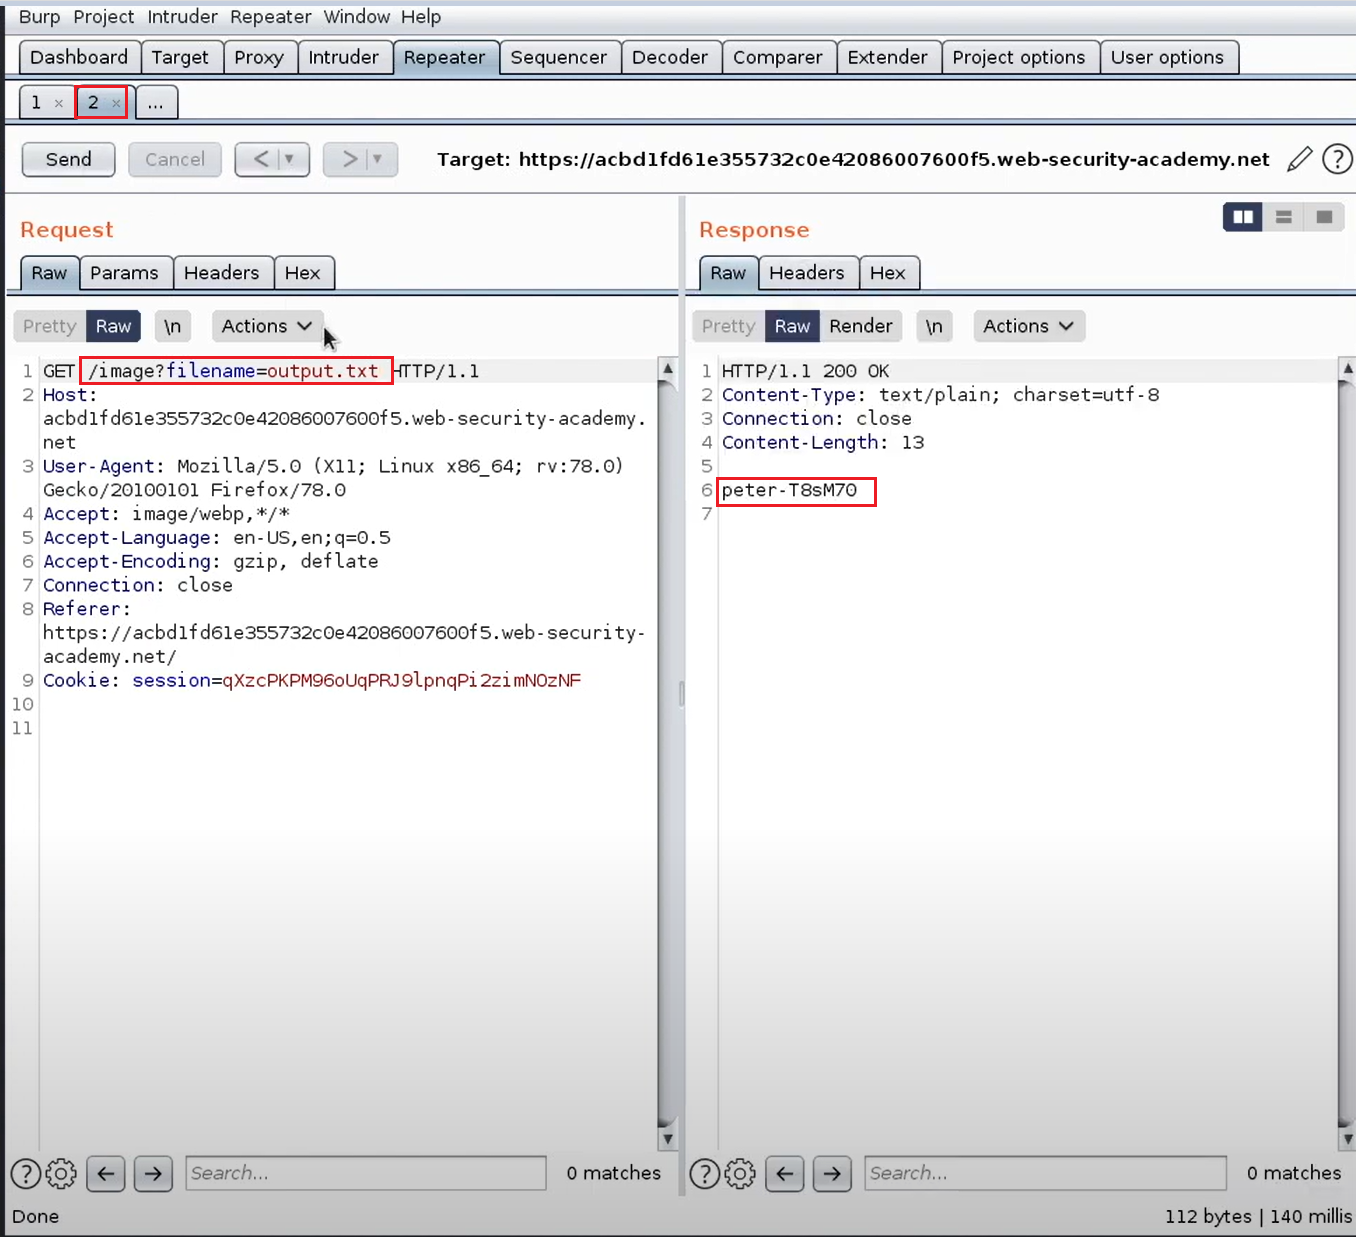 Burp Project Intruder Repeater Window Help
Dashboard Target Proxy Intruder Repeater Sequencer Decoder Comparer Extender Project options User options
1 × 2 × ...
Send Cancel < ▼ > ▼ Target: https://acbd1fd61e355732c0e42086007600f5.web-security-academy.net ?
Request
Raw Params Headers Hex
Pretty Raw \n Actions
1 GET /image?filename=output.txt HTTP/1.1
2 Host:
acbd1fd61e355732c0e42086007600f5.web-security-academy.
net
3 User-Agent: Mozilla/5.0 (X11; Linux x86_64; rv:78.0)
Gecko/20100101 Firefox/78.0
4 Accept: image/webp,*/*
5 Accept-Language: en-US,en;q=0.5
6 Accept-Encoding: gzip, deflate
7 Connection: close
8 Referer:
https://acbd1fd61e355732c0e42086007600f5.web-security-
academy.net/
9 Cookie: session=qXzcPKPM96oUqPRJ9lpnqPi2zimNOzNF
10
11
? ← → Search... 0 matches
Done
Response
Raw Headers Hex
Pretty Raw Render \n Actions
1 HTTP/1.1 200 OK
2 Content-Type: text/plain; charset=utf-8
3 Connection: close
4 Content-Length: 13
5
6 peter-T8sM70
7
? ← → Search... 0 matches
112 bytes | 140 millis